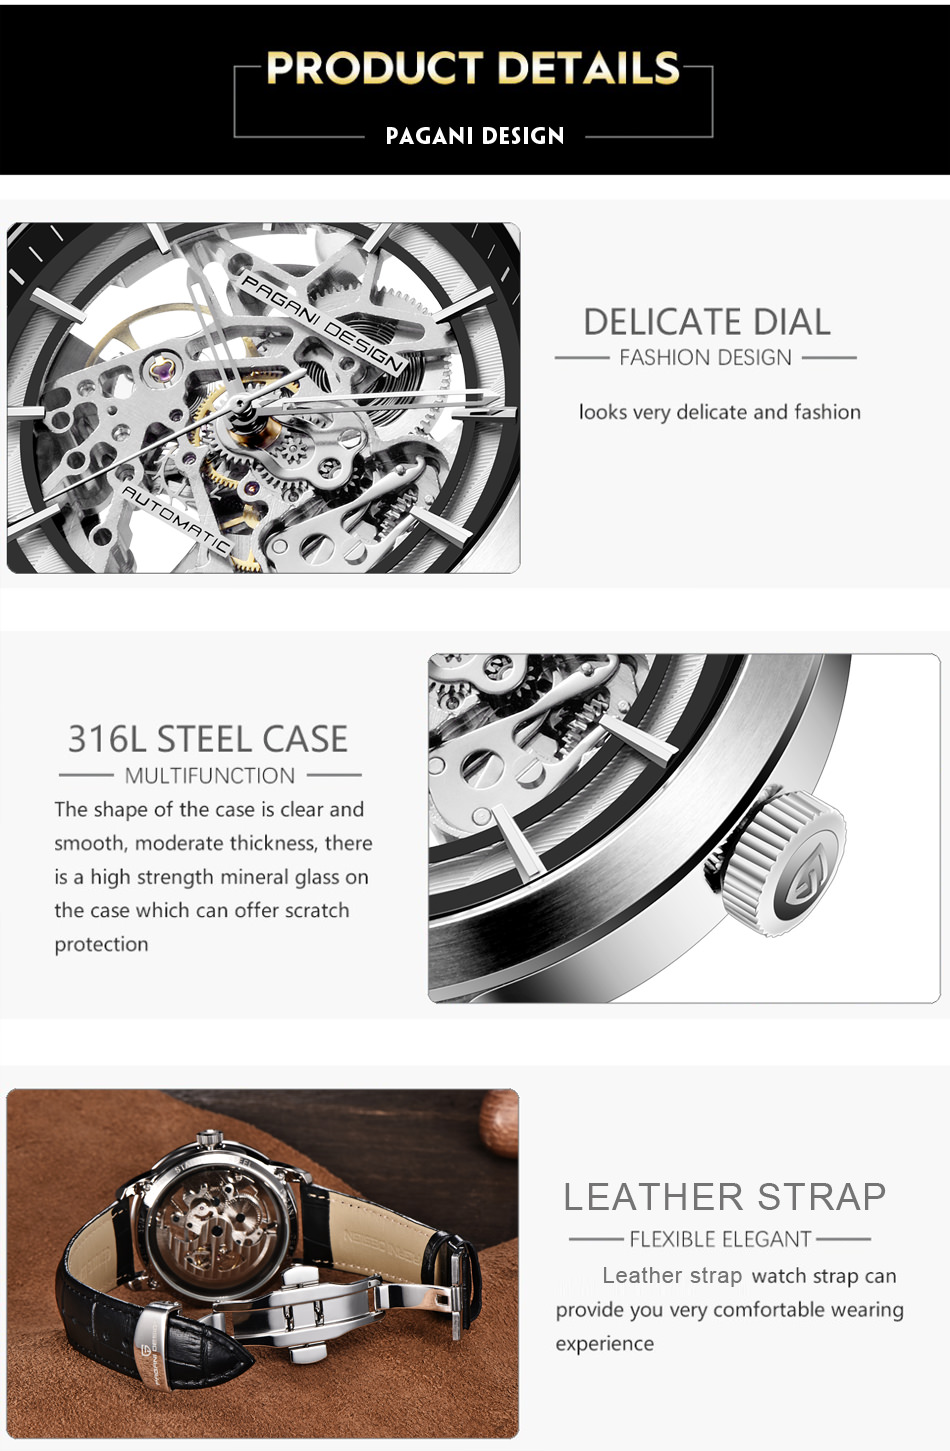 PRODUCT DETAILS
PAGANI DESIGN
PAGANI DESIGN
AUTOMATIC
DELICATE DIAL
FASHION DESIGN
looks very delicate and fashion
316L STEEL CASE
MULTIFUNCTION
The shape of the case is clear and
smooth, moderate thickness, there
is a high strength mineral glass on
the case which can offer scratch
protection
LEATHER STRAP
FLEXIBLE ELEGANT
Leather strap watch strap can
provide you very comfortable wearing
experience
PAGANI DESIGN